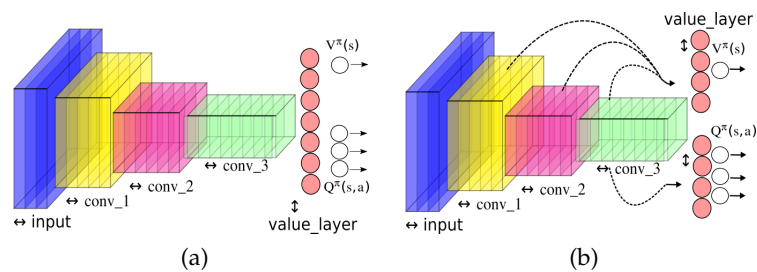 V^π(s)
Q^π(s,a)
↔ conv_3
↔ conv_2
↔ conv_1
↔ input
↕
value_layer
(a)
value_layer
↕ V^π(s)
Q^π(s,a)
↕
↔ conv_3
↔ conv_2
↔ conv_1
↔ input
(b)